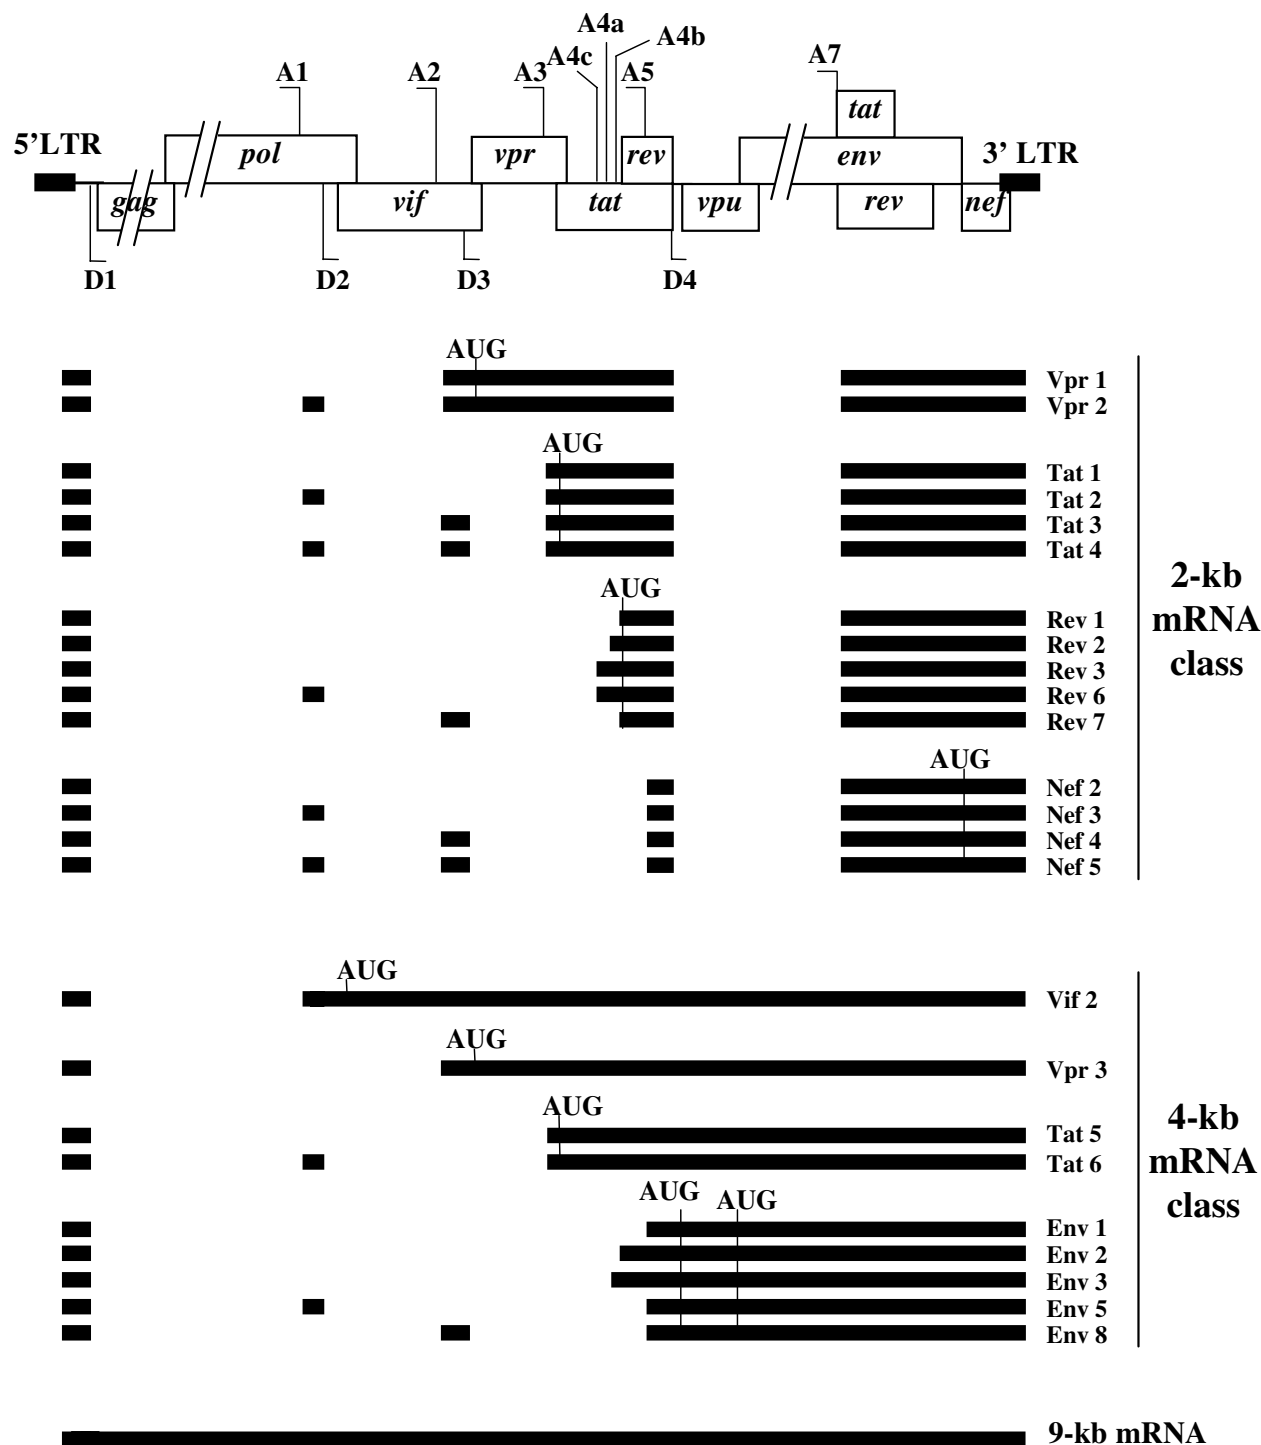 A4a
A4b
A4c
A7
A1
A2
A3
A5
tat
5'LTR
pol
vpr
rev
env
3' LTR
gag
vif
tat
vpu
rev
nef
D1
D2
D3
D4
AUG
Vpr 1
Vpr 2
AUG
Tat 1
Tat 2
Tat 3
Tat 4
AUG
Rev 1
Rev 2
Rev 3
Rev 6
Rev 7
2-kb
mRNA
class
AUG
Nef 2
Nef 3
Nef 4
Nef 5
AUG
Vif 2
AUG
Vpr 3
AUG
Tat 5
Tat 6
4-kb
mRNA
class
AUG AUG
Env 1
Env 2
Env 3
Env 5
Env 8
9-kb mRNA